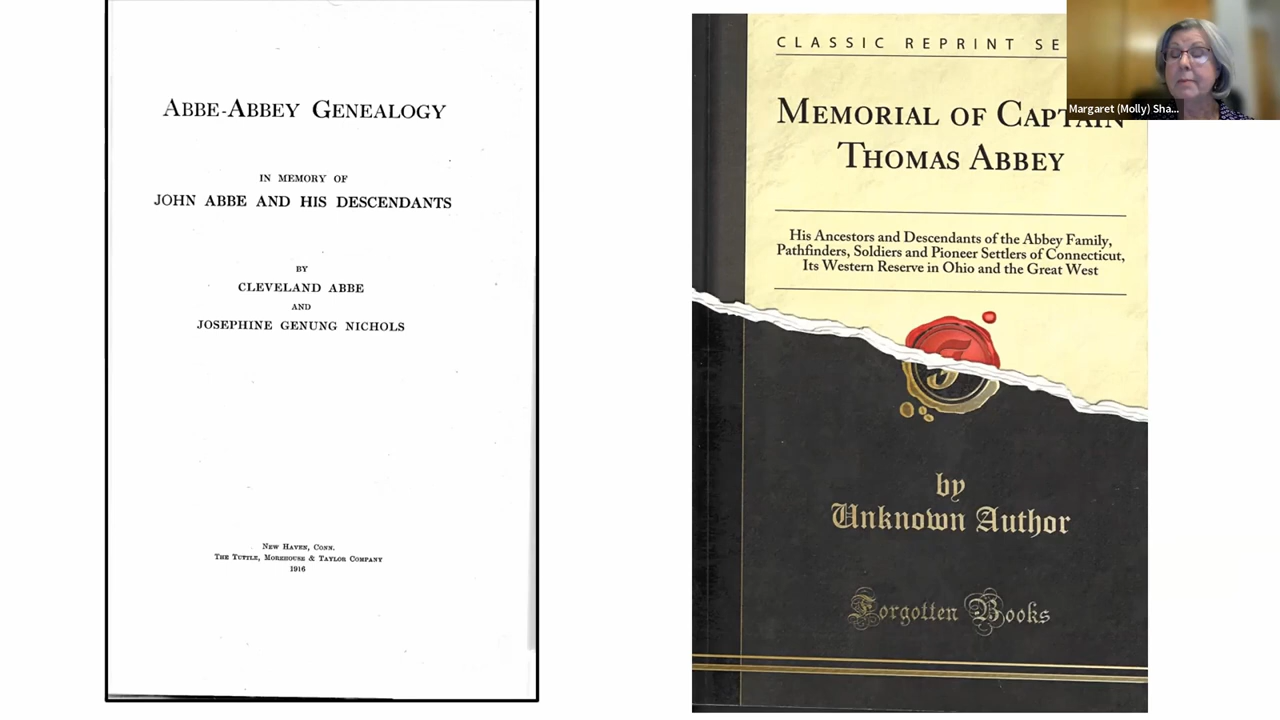 ABBE-ABBEY GENEALOGY
IN MEMORY OF
JOHN ABBE AND HIS DESCENDANTS
BY
CLEVELAND ABBE
AND
JOSEPHINE GENUNG NICHOLS
NEW HAVEN, CONN.
THE TUTTLE, MOREHOUSE & TAYLOR COMPANY
1916
CLASSIC REPRINT SE
MEMORIAL OF CAPTAIN
THOMAS ABBEY
His Ancestors and Descendants of the Abbey Family,
Pathfinders, Soldiers and Pioneer Settlers of Connecticut,
Its Western Reserve in Ohio and the Great West
by
Unknown Author
Forgotten Books
Margaret (Molly) Sha...